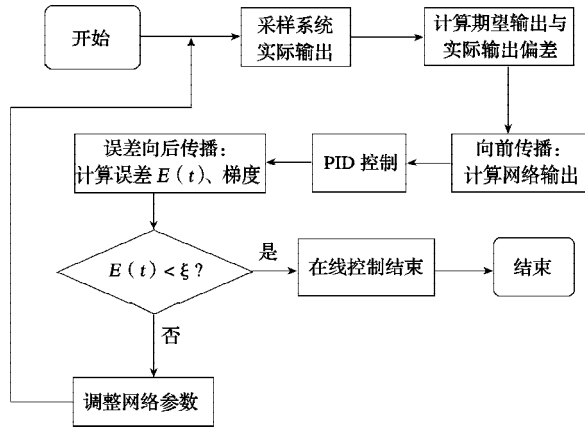 开始
采样系统
实际输出
计算期望输出与
实际输出偏差
误差向后传播：
计算误差 E(t)、梯度
PID 控制
向前传播：
计算网络输出
E(t)<ξ?
是
在线控制结束
结束
否
调整网络参数